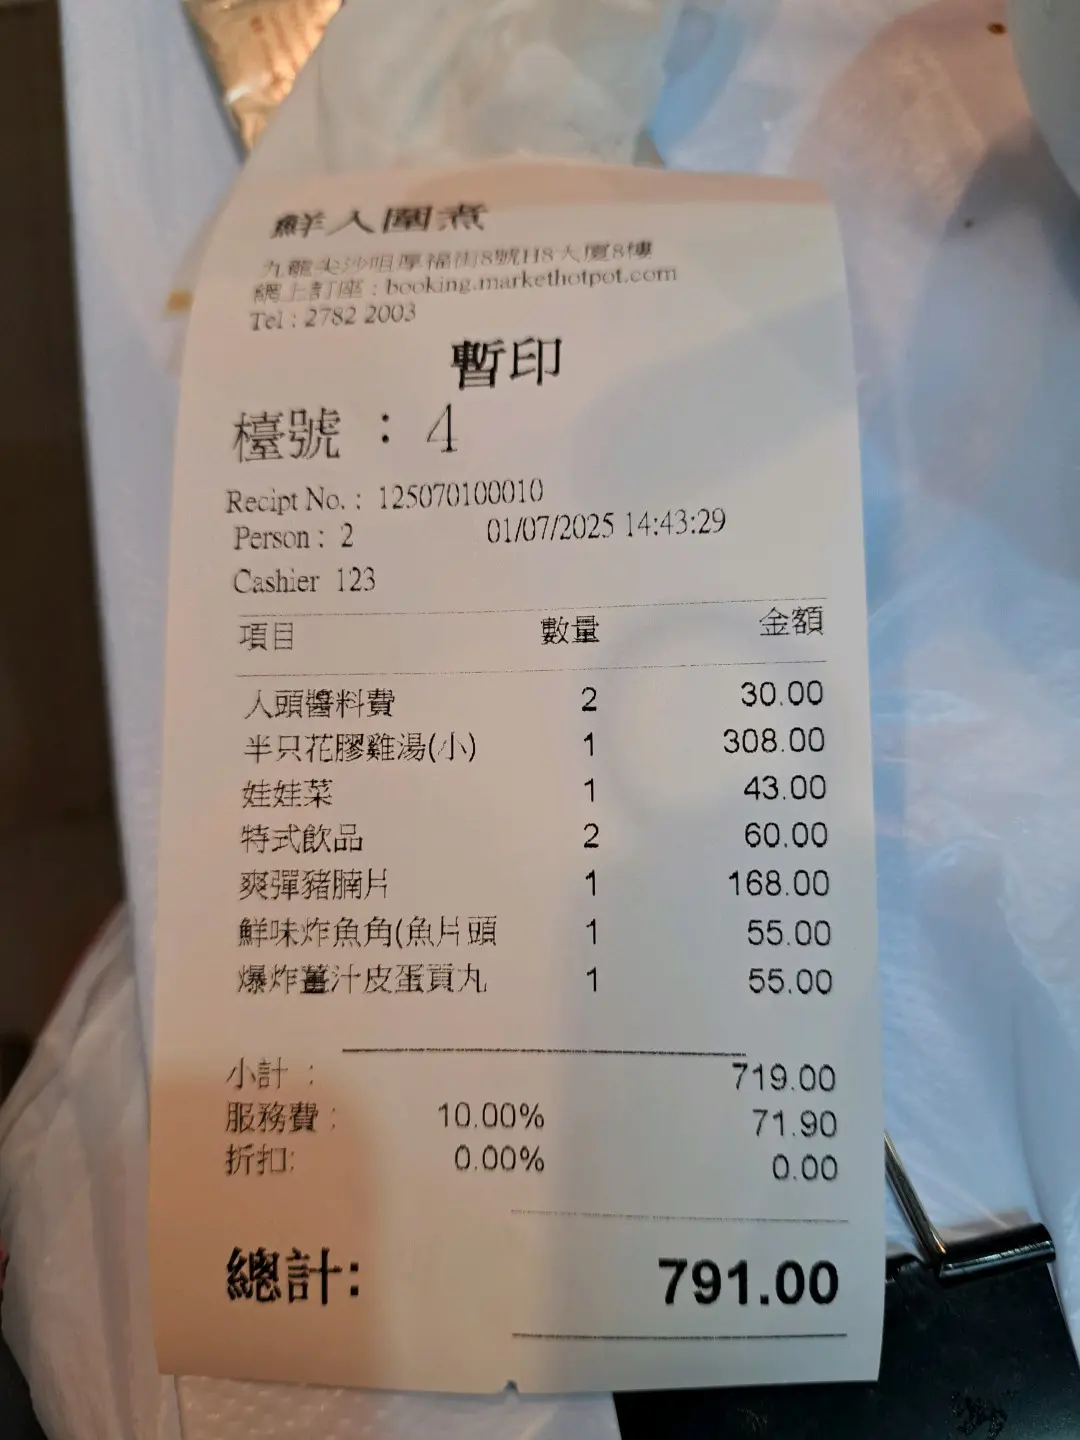 鮮入圍煮
九龍尖沙咀厚福街8號H8大廈8樓
網上訂座 : booking.markethotpot.com
Tel : 2782 2003
暫印
檯號 : 4
Recipt No. : 125070100010
Person : 2 01/07/2025 14:43:29
Cashier 123
項目 數量 金額
人頭醬料費 2 30.00
半只花膠雞湯(小) 1 308.00
娃娃菜 1 43.00
特式飲品 2 60.00
爽彈豬腩片 1 168.00
鮮味炸魚角(魚片頭 1 55.00
爆炸薑汁皮蛋貢丸 1 55.00
小計 : 719.00
服務費 : 10.00% 71.90
折扣: 0.00% 0.00
總計: 791.00